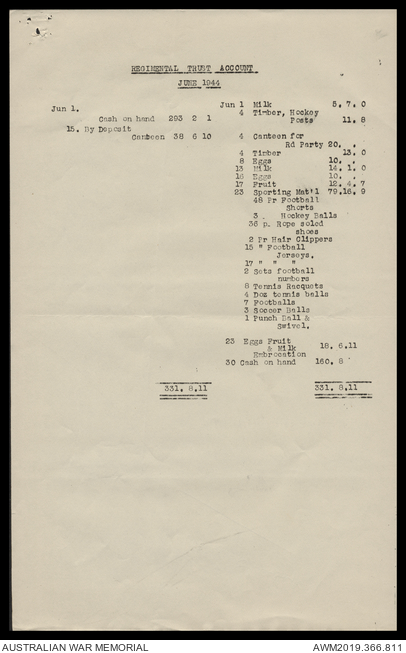 REGIMENTAL TRUST ACCOUNT
JUNE 1944
Jun 1.
Cash on hand 293 2 1
15. By Deposit
Canteen 38 6 10
Jun 1 Milk 5. 7. 0
4 Timber, Hockey
Posts 11. 8
4 Canteen for
Rd Party 20. ,
4 Timber 13. 0
8 Eggs 10. ,
13 Milk 14. 1. 0
16 Eggs 10. ,
17 Fruit 12. 4. 7
23 Sporting Mat'l 79.16. 9
48 Pr Football
Shorts
3 . Hockey Balls
36 p. Rope soled
shoes
2 Pr Hair Clippers
15 " Football
Jerseys.
17 " " "
2 Sets football
numbers
8 Tennis Racquets
4 Doz tennis balls
7 Footballs
3 Soccer Balls
1 Punch Ball &
Swivel.
23 Eggs Fruit
& Milk 18. 6.11
Embrocation
30 Cash on hand 160. 8
331. 8.11 331. 8.11
AUSTRALIAN WAR MEMORIAL AWM2019.366.811